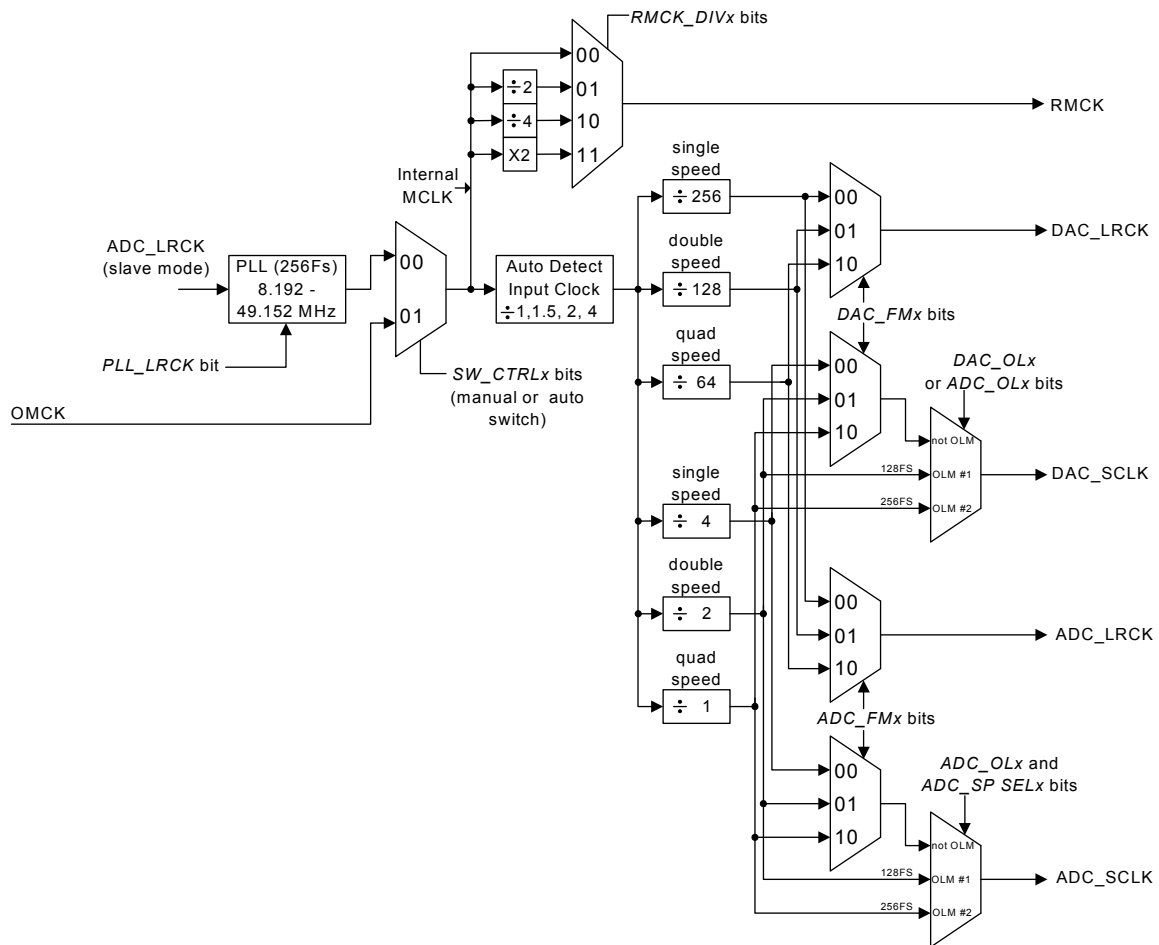 RMCK_DIVx bits
00
÷2
01
÷4
10
X2
11
RMCK
Internal
MCLK
ADC_LRCK
(slave mode)
PLL (256Fs)
8.192 -
49.152 MHz
PLL_LRCK bit
OMCK
00
01
SW_CTRLx bits
(manual or auto
switch)
Auto Detect
Input Clock
÷1,1.5, 2, 4
single
speed
÷ 256
double
speed
÷ 128
quad
speed
÷ 64
single
speed
÷ 4
double
speed
÷ 2
quad
speed
÷ 1
00
01
10
DAC_LRCK
DAC_FMx bits
00
01
10
DAC_OLx
or ADC_OLx bits
not OLM
128FS
OLM #1
256FS
OLM #2
DAC_SCLK
00
01
10
ADC_LRCK
ADC_FMx bits
00
01
10
ADC_OLx and
ADC_SP SELx bits
not OLM
128FS
OLM #1
256FS
OLM #2
ADC_SCLK